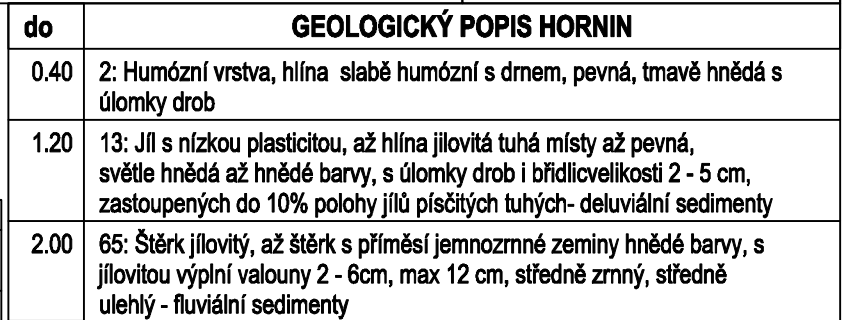 do GEOLOGICKÝ POPIS HORNIN
0.40 2: Humózní vrstva, hlína slabě humózní s drnem, pevná, tmavě hnědá s
úlomky drob
1.20 13: Jíl s nízkou plasticitou, až hlína jilovitá tuhá místy až pevná,
světle hnědá až hnědé barvy, s úlomky drob i břidlicvelikosti 2 - 5 cm,
zastoupených do 10% polohy jílů písčitých tuhých- deluviální sedimenty
2.00 65: Štěrk jílovitý, až štěrk s příměsí jemnozrnné zeminy hnědé barvy, s
jílovitou výplní valouny 2 - 6cm, max 12 cm, středně zrnný, středně
ulehlý - fluviální sedimenty